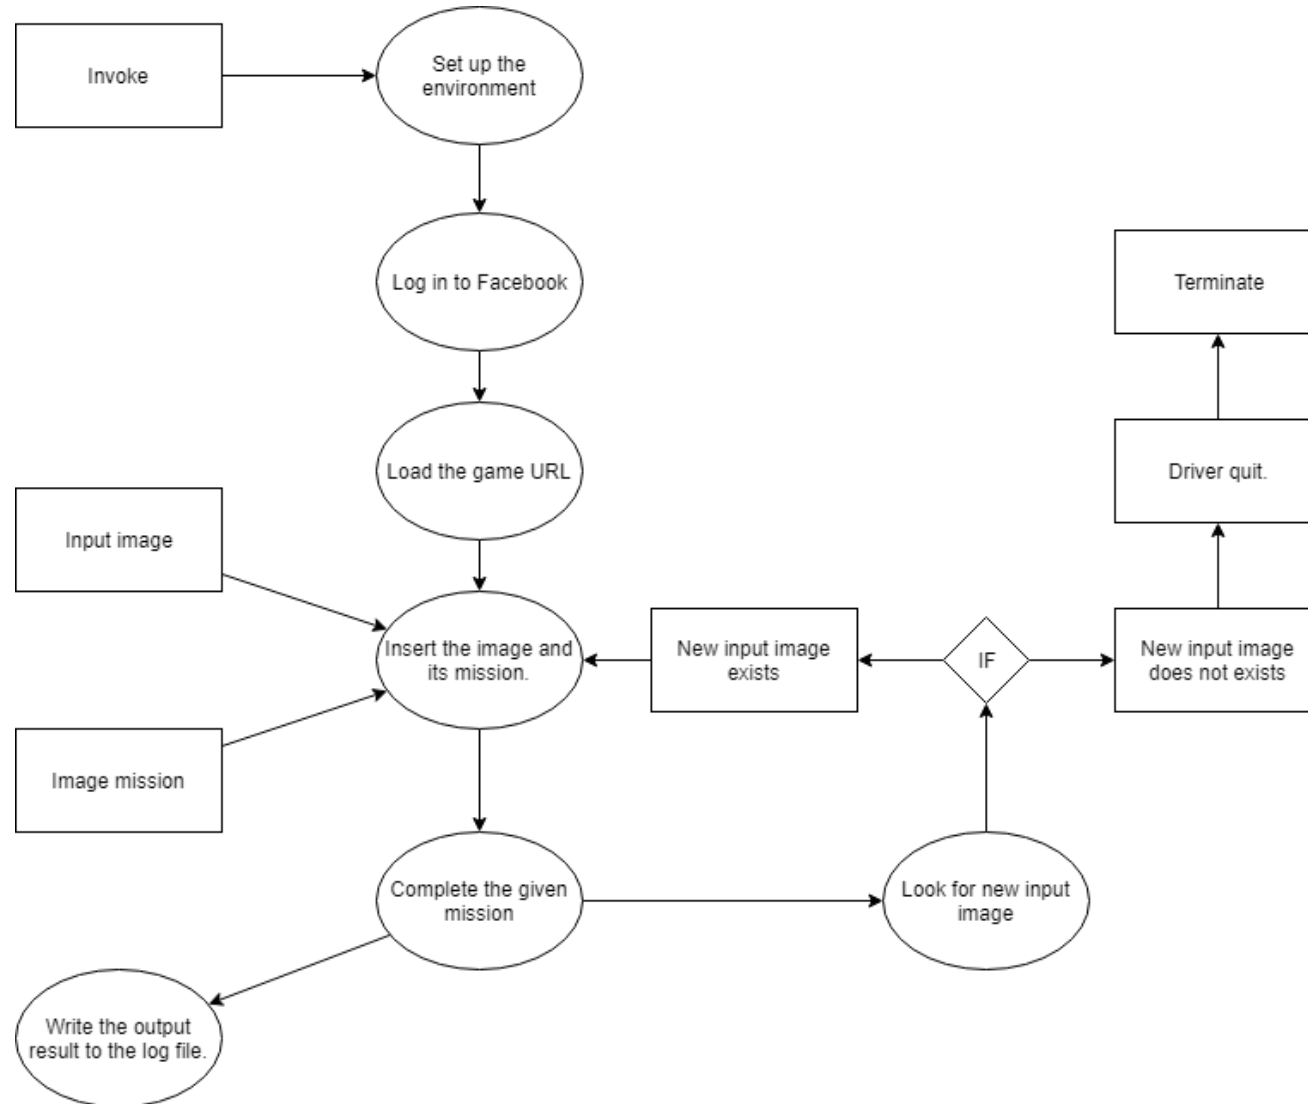 Invoke
Set up the
environment
Log in to Facebook
Terminate
Load the game URL
Driver quit.
Input image
Insert the image and
its mission.
New input image
exists
IF
New input image
does not exists
Image mission
Complete the given
mission
Look for new input
image
Write the output
result to the log file.